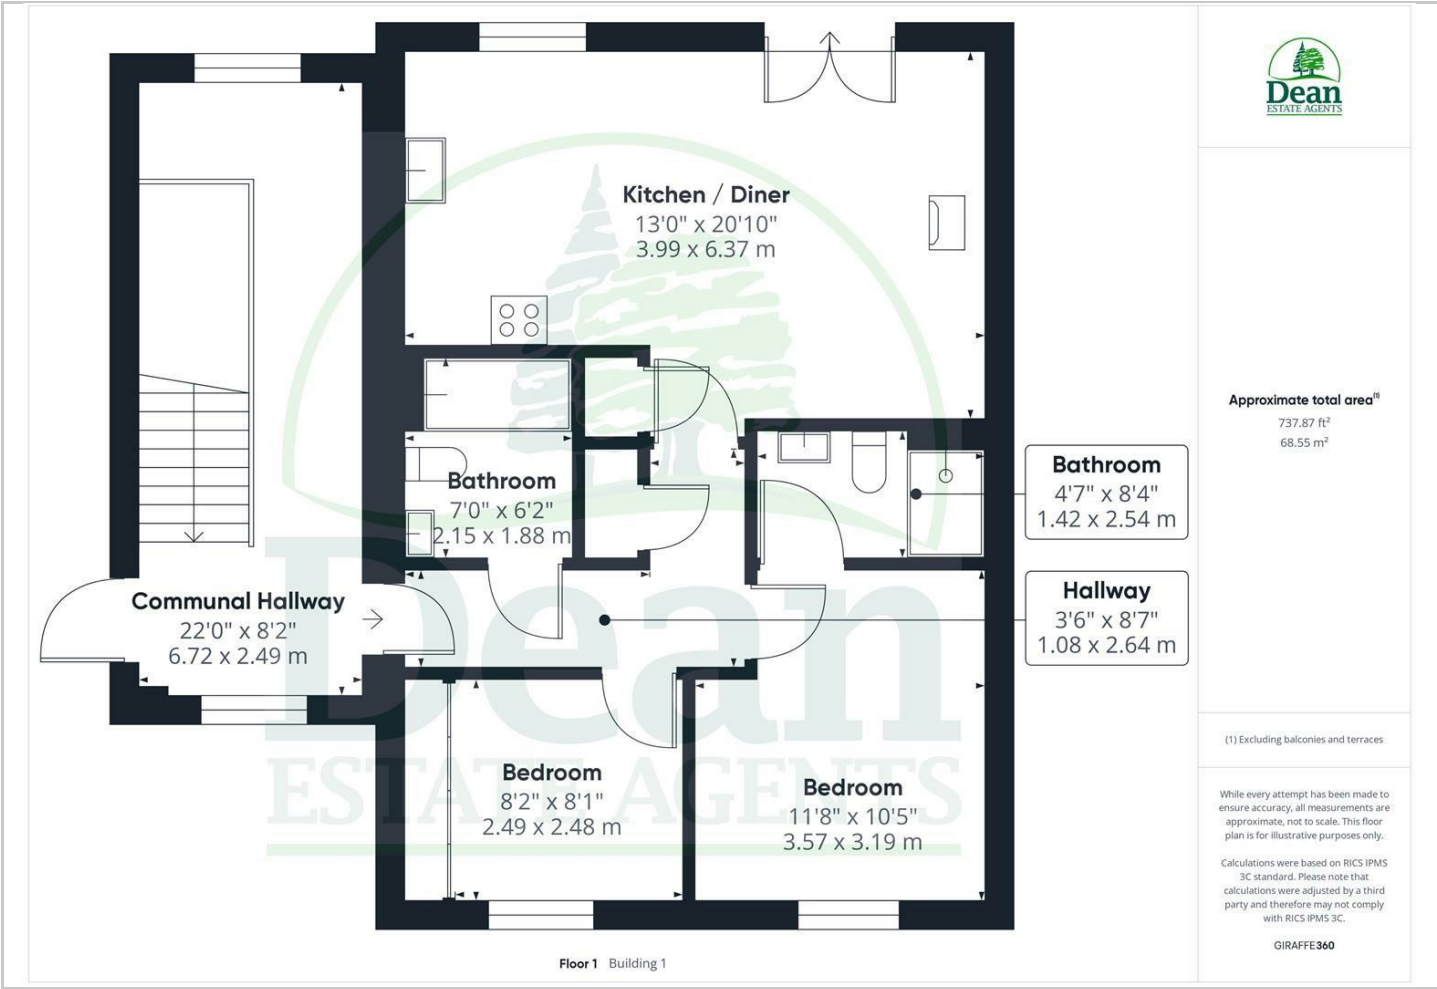 Kitchen / Diner
13'0" x 20'10"
3.99 x 6.37 m
Bathroom
7'0" x 6'2"
2.15 x 1.88 m
Communal Hallway
22'0" x 8'2"
6.72 x 2.49 m
Bedroom
8'2" x 8'1"
2.49 x 2.48 m
Bedroom
11'8" x 10'5"
3.57 x 3.19 m
Bathroom
4'7" x 8'4"
1.42 x 2.54 m
Hallway
3'6" x 8'7"
1.08 x 2.64 m
Dean
ESTATE AGENTS
Floor 1 Building 1
Dean
ESTATE AGENTS
Approximate total area(1)
737.87 ft²
68.55 m²
(1) Excluding balconies and terraces
While every attempt has been made to
ensure accuracy, all measurements are
approximate, not to scale. This floor
plan is for illustrative purposes only.
Calculations were based on RICS IPMS
3C standard. Please note that
calculations were adjusted by a third
party and therefore may not comply
with RICS IPMS 3C.
GIRAFFE360